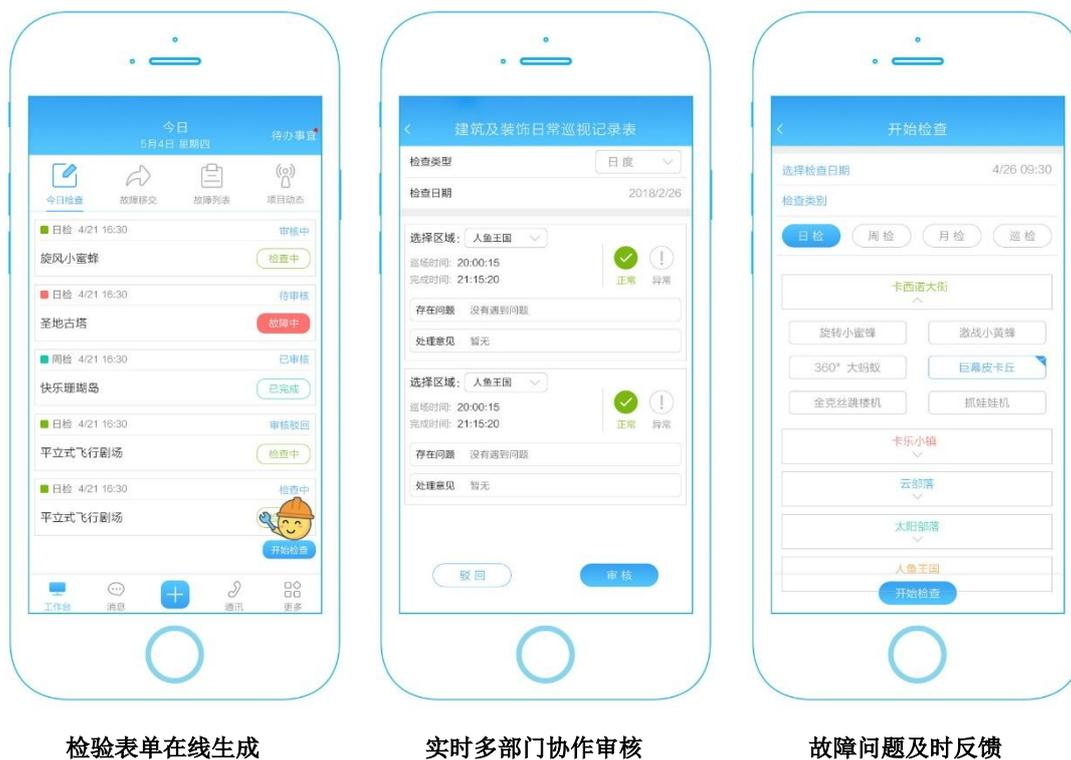 今日
5月4日 星期四
待办事宜
今日检查
故障移交
故障列表
项目动态
日检 4/21 16:30
审核中
旋风小蜜蜂
检查中
日检 4/21 16:30
待审核
圣地古塔
故障中
周检 4/21 16:30
已审核
快乐珊瑚岛
已完成
日检 4/21 16:30
审核驳回
平立式飞行剧场
检查中
日检 4/21 16:30
检查中
平立式飞行剧场
开始检查
工作台
消息
通讯
更多
检验表单在线生成
建筑及装饰日常巡视记录表
检查类型
日度
检查日期
2018/2/26
选择区域: 人鱼王国
巡场时间: 20:00:15
完成时间: 21:15:20
正常
异常
存在问题 没有遇到问题
处理意见 暂无
选择区域: 人鱼王国
巡场时间: 20:00:15
完成时间: 21:15:20
正常
异常
存在问题 没有遇到问题
处理意见 暂无
驳回
审核
实时多部门协作审核
开始检查
选择检查日期
4/26 09:30
检查类别
日检
周检
月检
巡检
卡西诺大街
旋转小蜜蜂
激战小黄蜂
360° 大蚂蚁
巨幕皮卡丘
金克丝跳楼机
抓娃娃机
卡乐小镇
云部落
太阳部落
人鱼王国
开始检查
故障问题及时反馈